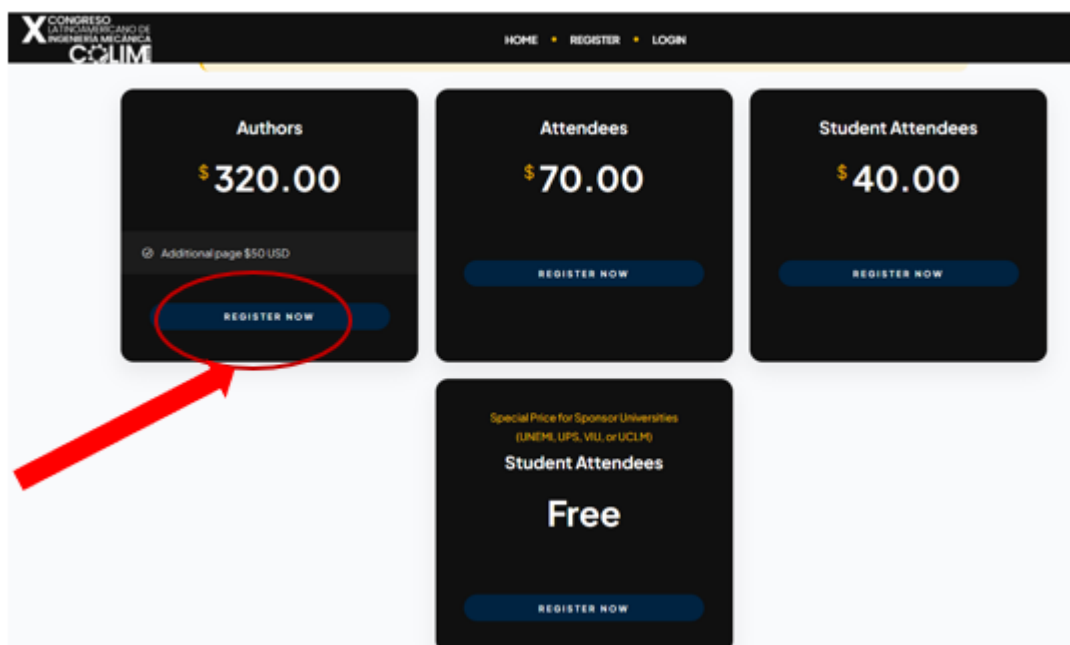 X CONGRESO
LATINOAMERICANO DE
INGENIERÍA MECÁNICA
COLIM
HOME • REGISTER • LOGIN
Authors
$320.00
Additional page $50 USD
REGISTER NOW
Attendees
$70.00
REGISTER NOW
Student Attendees
$40.00
REGISTER NOW
Special Price for Sponsor Universities
(UNEMI, UPS, VIU, or UCLM)
Student Attendees
Free
REGISTER NOW